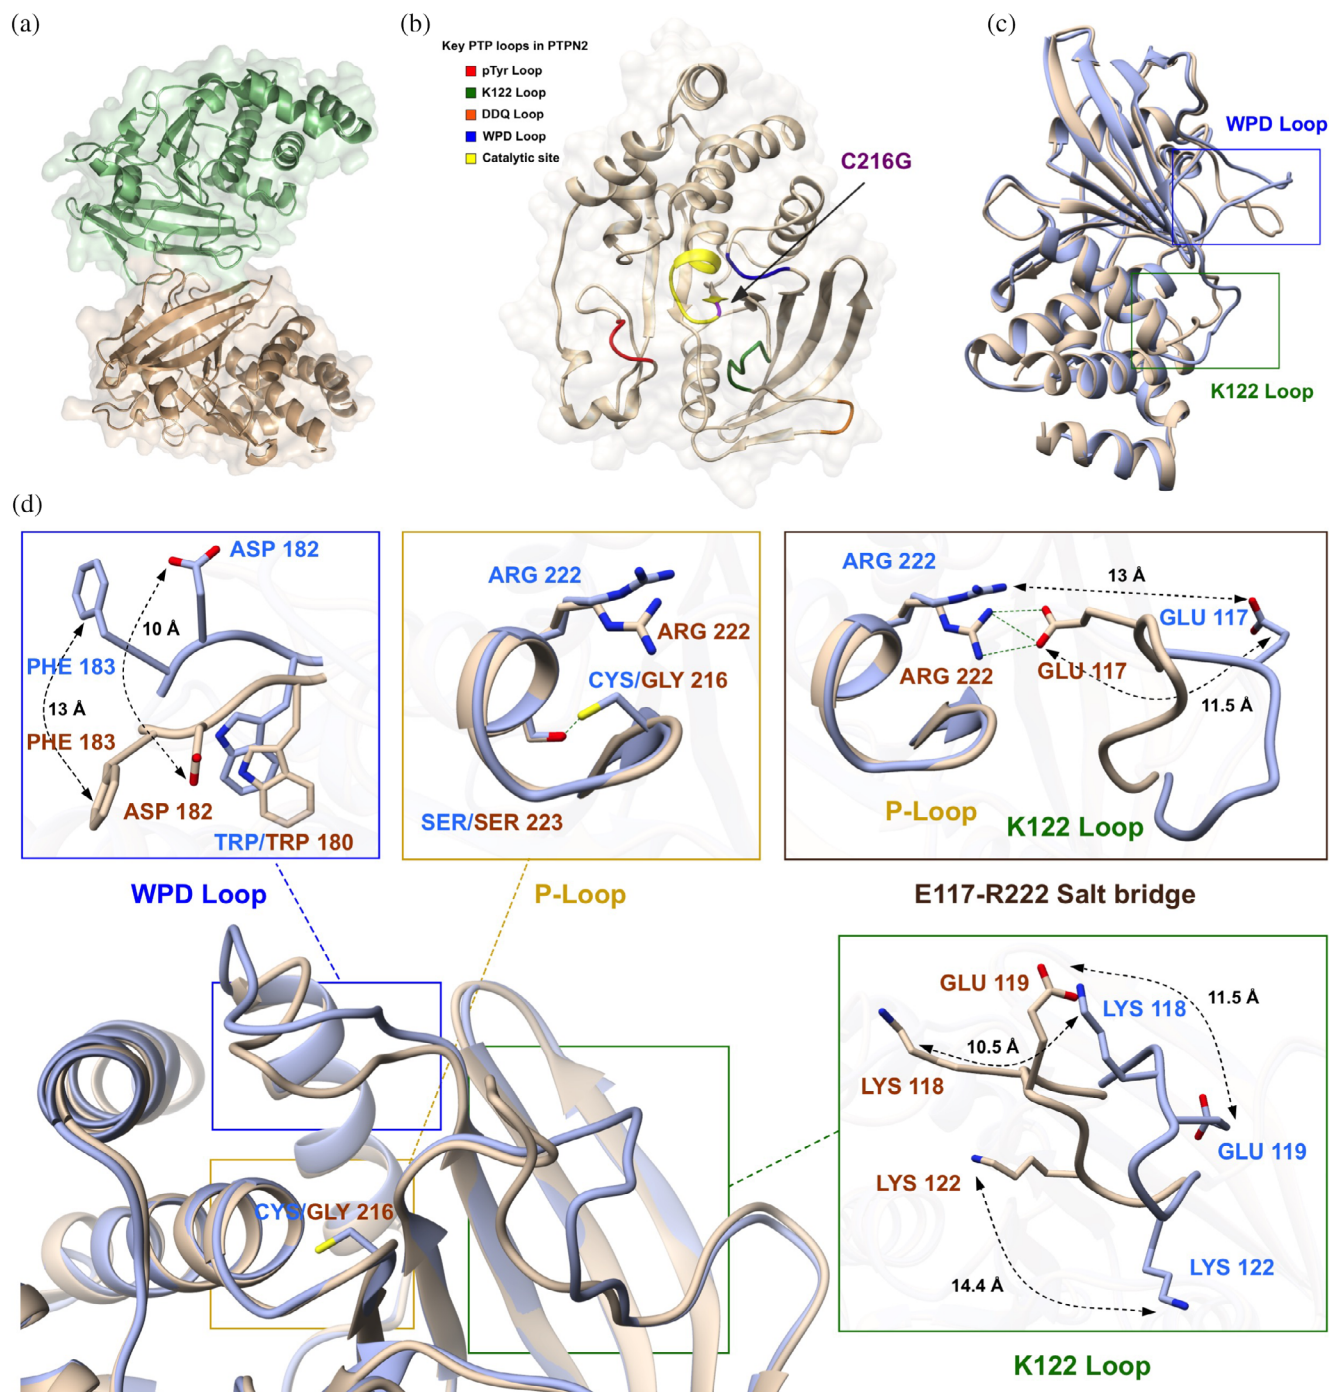 (a)
(b)
Key PTP loops in PTPN2
pTyr Loop
K122 Loop
DDQ Loop
WPD Loop
Catalytic site
C216G
(c)
WPD Loop
K122 Loop
(d)
ASP 182
10 Å
PHE 183
13 Å
PHE 183
ASP 182
TRP/TRP 180
WPD Loop
ARG 222
ARG 222
CYS/GLY 216
SER/SER 223
P-Loop
ARG 222
13 Å
GLU 117
ARG 222
GLU 117
11.5 Å
P-Loop
K122 Loop
E117-R222 Salt bridge
CYS/GLY 216
GLU 119
LYS 118
11.5 Å
10.5 Å
LYS 118
GLU 119
LYS 122
LYS 122
14.4 Å
K122 Loop